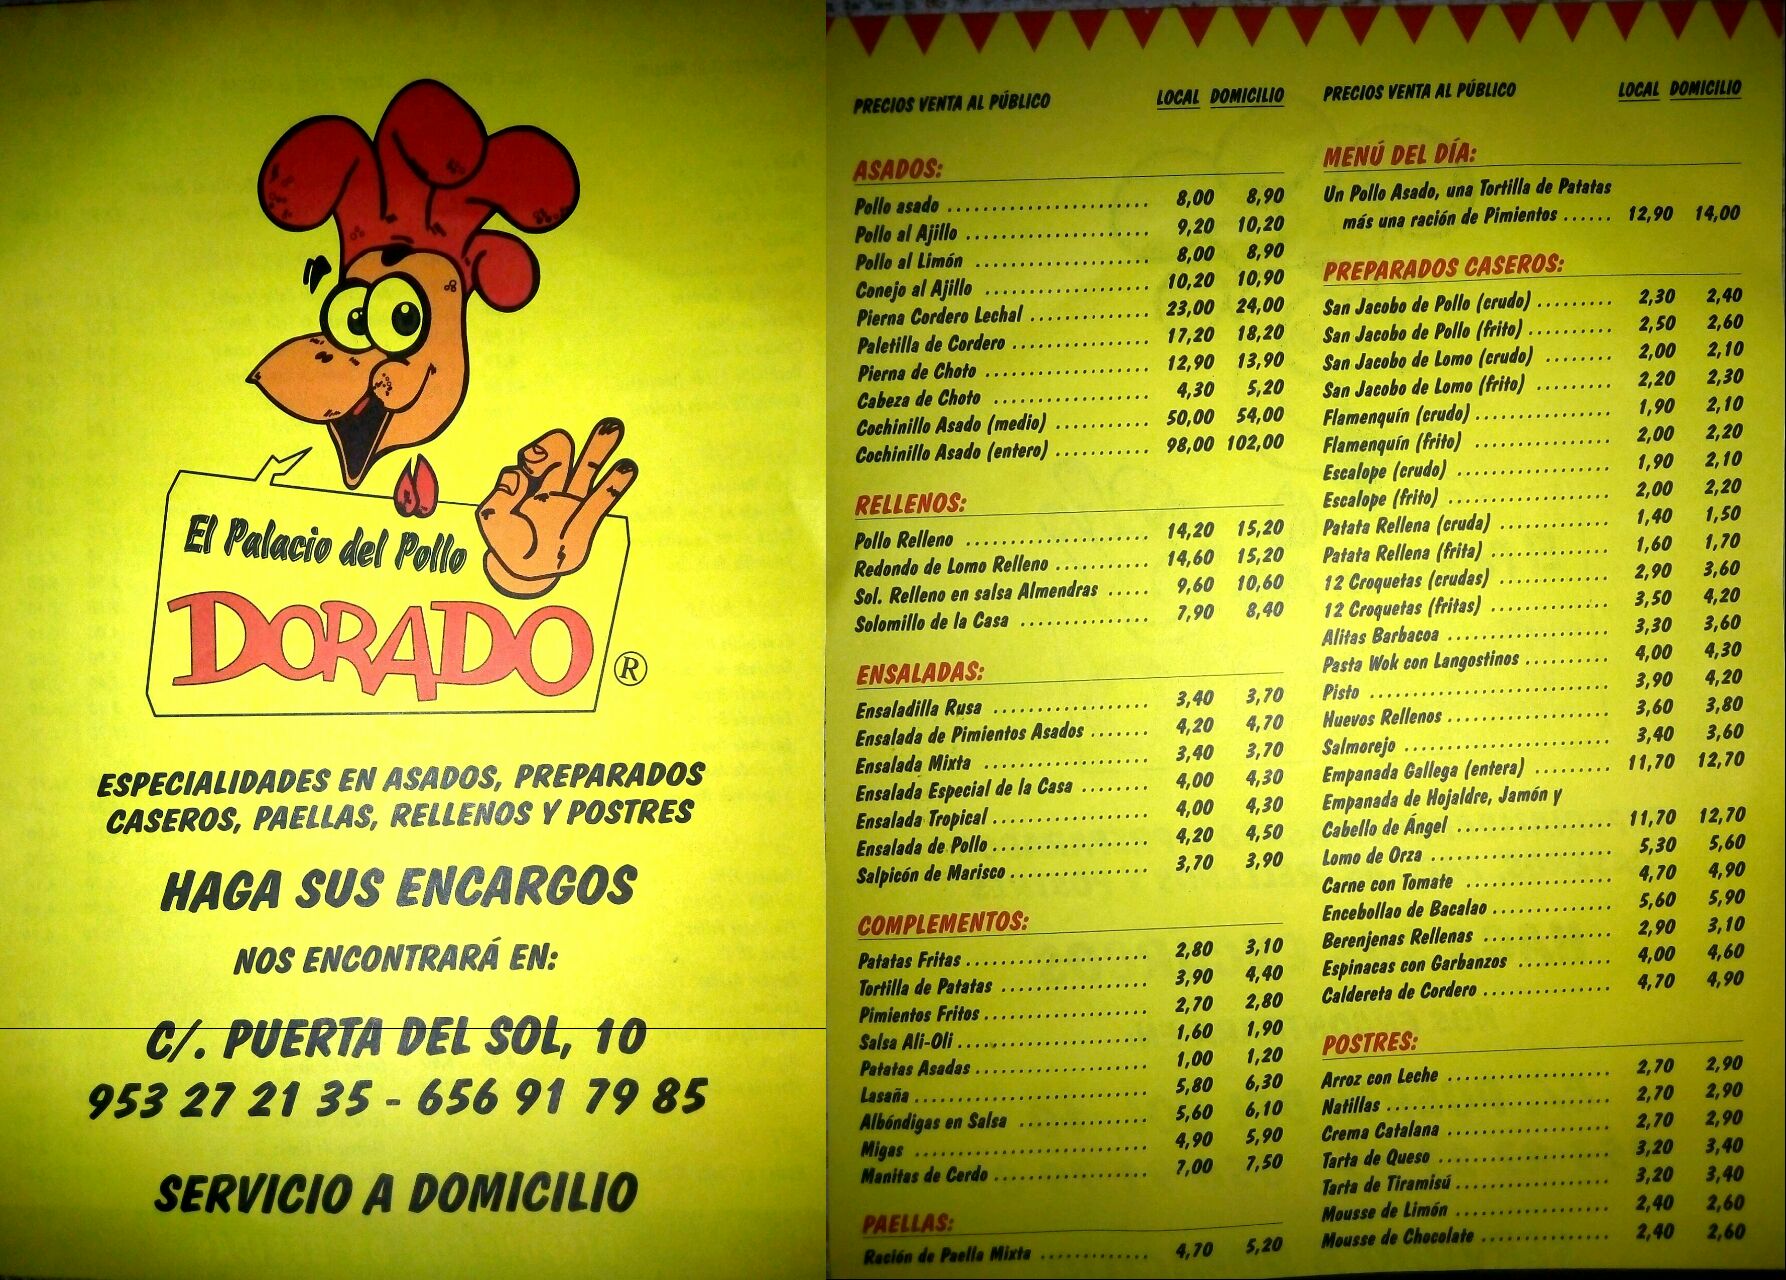 El Palacio del Pollo
DORADO ®
ESPECIALIDADES EN ASADOS, PREPARADOS
CASEROS, PAELLAS, RELLENOS Y POSTRES
HAGA SUS ENCARGOS
NOS ENCONTRARÁ EN:
C/. PUERTA DEL SOL, 10
953 27 21 35 - 656 91 79 85
SERVICIO A DOMICILIO
PRECIOS VENTA AL PÚBLICO LOCAL DOMICILIO
ASADOS:
Pollo asado ........ 8,00 8,90
Pollo al Ajillo ........ 9,20 10,20
Pollo al Limón ........ 8,00 8,90
Conejo al Ajillo ........ 10,20 10,90
Pierna Cordero Lechal ........ 23,00 24,00
Paletilla de Cordero ........ 17,20 18,20
Pierna de Choto ........ 12,90 13,90
Cabeza de Choto ........ 4,30 5,20
Cochinillo Asado (medio) ........ 50,00 54,00
Cochinillo Asado (entero) ........ 98,00 102,00
RELLENOS:
Pollo Relleno ........ 14,20 15,20
Redondo de Lomo Relleno ........ 14,60 15,20
Sol. Relleno en salsa Almendras ..... 9,60 10,60
Solomillo de la Casa ........ 7,90 8,40
ENSALADAS:
Ensaladilla Rusa ........ 3,40 3,70
Ensalada de Pimientos Asados ....... 4,20 4,70
Ensalada Mixta ........ 3,40 3,70
Ensalada Especial de la Casa ........ 4,00 4,30
Ensalada Tropical ........ 4,00 4,30
Ensalada de Pollo ........ 4,20 4,50
Salpicón de Marisco ........ 3,70 3,90
COMPLEMENTOS:
Patatas Fritas ........ 2,80 3,10
Tortilla de Patatas ........ 3,90 4,40
Pimientos Fritos ........ 2,70 2,80
Salsa Ali-Oli ........ 1,60 1,90
Patatas Asadas ........ 1,00 1,20
Lasaña ........ 5,80 6,30
Albóndigas en Salsa ........ 5,60 6,10
Migas ........ 4,90 5,90
Manitas de Cerdo ........ 7,00 7,50
PAELLAS:
Ración de Paella Mixta ........ 4,70 5,20
PRECIOS VENTA AL PÚBLICO LOCAL DOMICILIO
MENÚ DEL DÍA:
Un Pollo Asado, una Tortilla de Patatas
más una ración de Pimientos ...... 12,90 14,00
PREPARADOS CASEROS:
San Jacobo de Pollo (crudo) ........ 2,30 2,40
San Jacobo de Pollo (frito) ........ 2,50 2,60
San Jacobo de Lomo (crudo) ........ 2,00 2,10
San Jacobo de Lomo (frito) ........ 2,20 2,30
Flamenquín (crudo) ........ 1,90 2,10
Flamenquín (frito) ........ 2,00 2,20
Escalope (crudo) ........ 1,90 2,10
Escalope (frito) ........ 2,00 2,20
Patata Rellena (cruda) ........ 1,40 1,50
Patata Rellena (frita) ........ 1,60 1,70
12 Croquetas (crudas) ........ 2,90 3,60
12 Croquetas (fritas) ........ 3,50 4,20
Alitas Barbacoa ........ 3,30 3,60
Pasta Wok con Langostinos ........ 4,00 4,30
Pisto ........ 3,90 4,20
Huevos Rellenos ........ 3,60 3,80
Salmorejo ........ 3,40 3,60
Empanada Gallega (entera) ........ 11,70 12,70
Empanada de Hojaldre, Jamón y
Cabello de Ángel ........ 11,70 12,70
Lomo de Orza ........ 5,30 5,60
Carne con Tomate ........ 4,70 4,90
Encebollao de Bacalao ........ 5,60 5,90
Berenjenas Rellenas ........ 2,90 3,10
Espinacas con Garbanzos ........ 4,00 4,60
Caldereta de Cordero ........ 4,70 4,90
POSTRES:
Arroz con Leche ........ 2,70 2,90
Natillas ........ 2,70 2,90
Crema Catalana ........ 2,70 2,90
Tarta de Queso ........ 3,20 3,40
Tarta de Tiramisú ........ 3,20 3,40
Mousse de Limón ........ 2,40 2,60
Mousse de Chocolate ........ 2,40 2,60